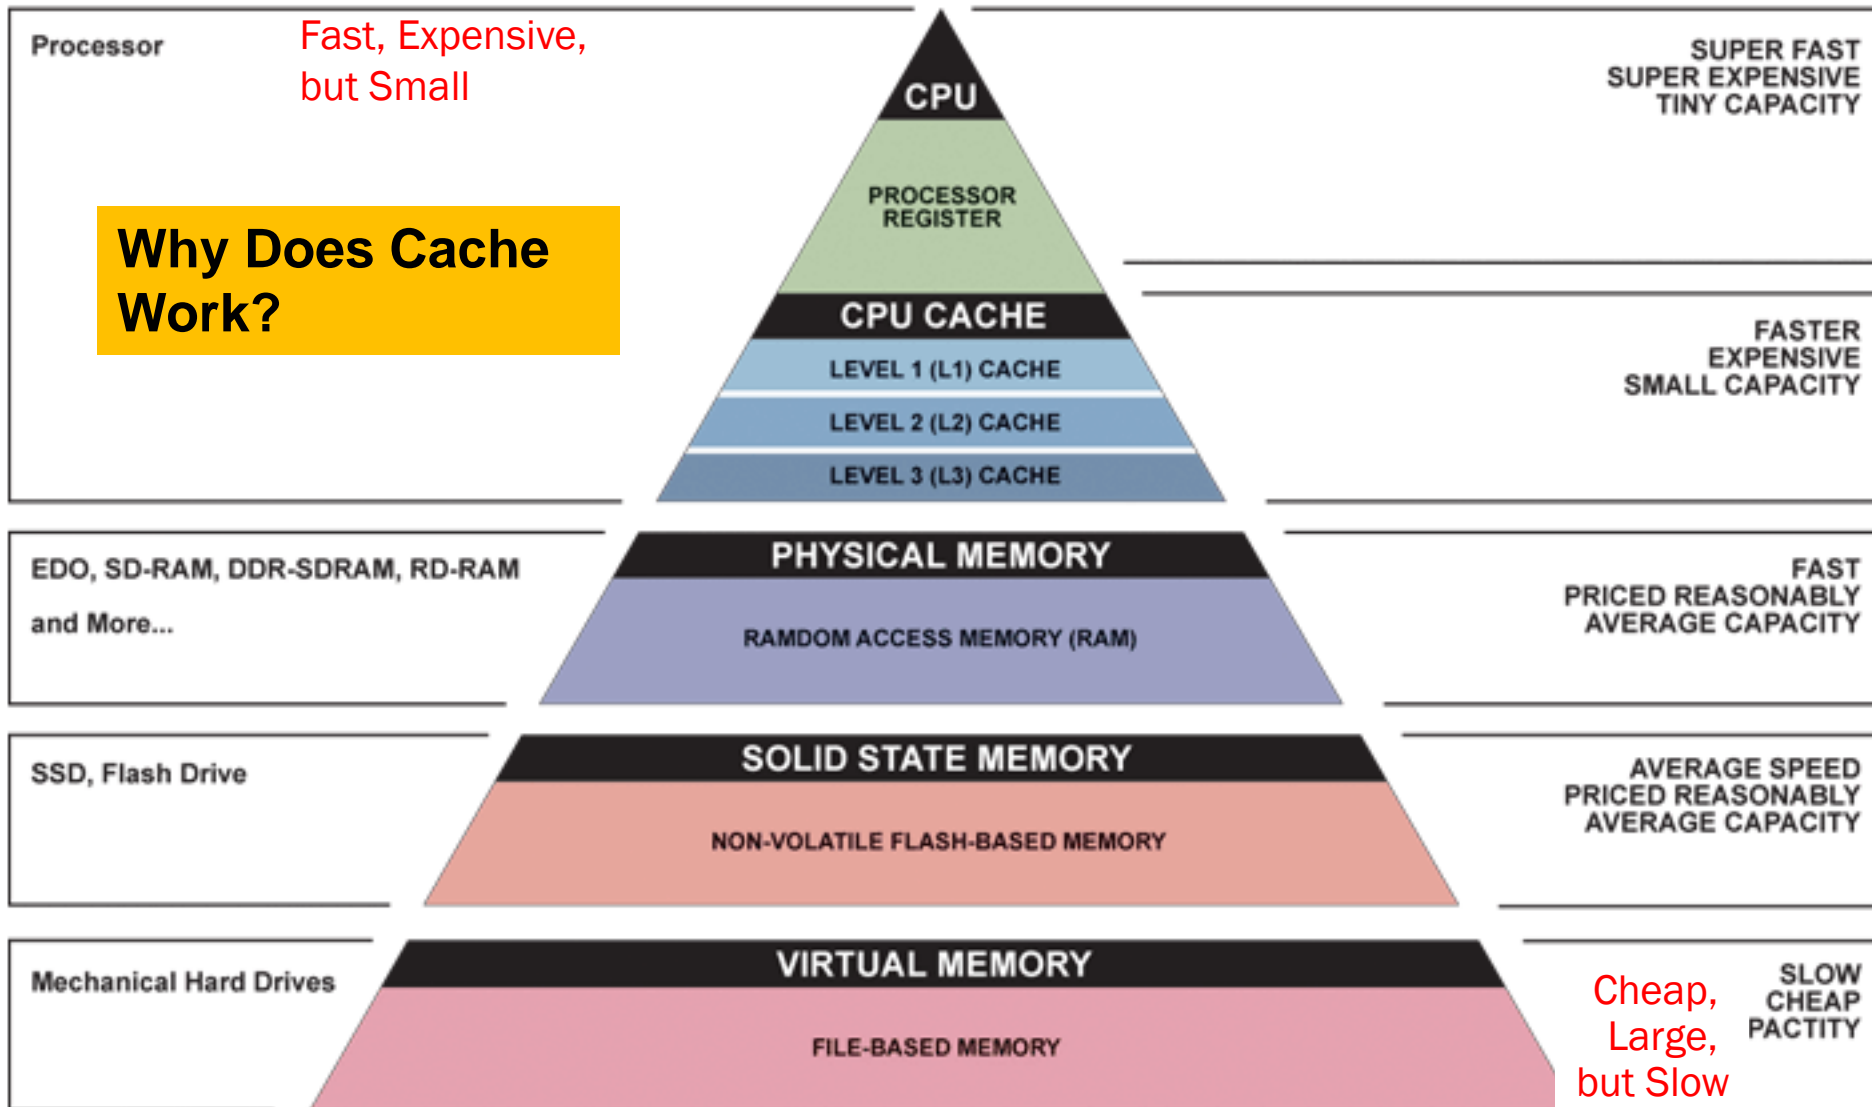 Processor
Fast, Expensive,
but Small
CPU
SUPER FAST
SUPER EXPENSIVE
TINY CAPACITY
PROCESSOR
REGISTER
Why Does Cache
Work?
CPU CACHE
LEVEL 1 (L1) CACHE
LEVEL 2 (L2) CACHE
LEVEL 3 (L3) CACHE
FASTER
EXPENSIVE
SMALL CAPACITY
EDO, SD-RAM, DDR-SDRAM, RD-RAM
and More...
PHYSICAL MEMORY
RAMDOM ACCESS MEMORY (RAM)
FAST
PRICED REASONABLY
AVERAGE CAPACITY
SSD, Flash Drive
SOLID STATE MEMORY
NON-VOLATILE FLASH-BASED MEMORY
AVERAGE SPEED
PRICED REASONABLY
AVERAGE CAPACITY
Mechanical Hard Drives
VIRTUAL MEMORY
FILE-BASED MEMORY
Cheap,
Large,
but Slow
SLOW
CHEAP
PACTITY